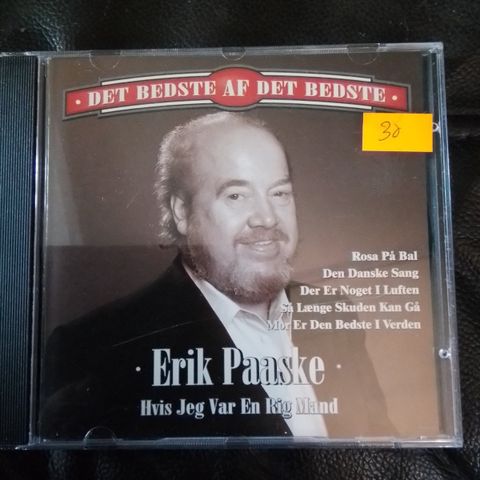 · DET BEDSTE AF DET BEDSTE ·
30
Rosa På Bal
Den Danske Sang
Der Er Noget I Luften
Så Længe Skuden Kan Gå
Mor Er Den Bedste I Verden
· Erik Paaske ·
Hvis Jeg Var En Rig Mand